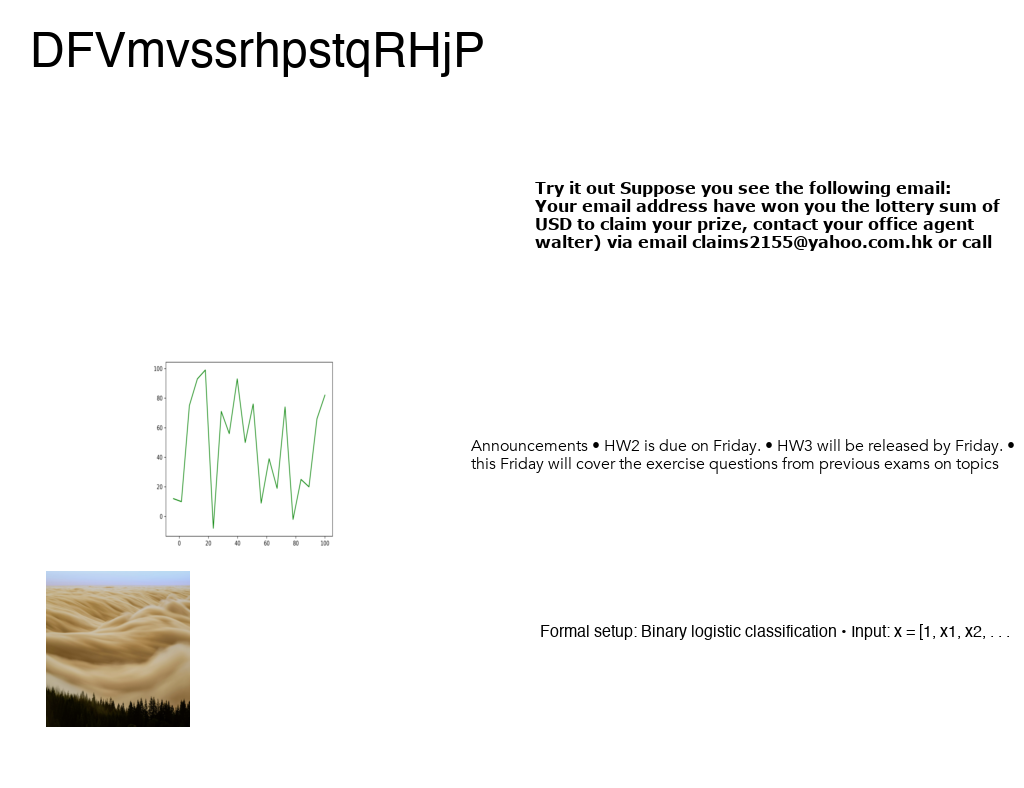 DFVmvssrhpstqRHjP
Try it out Suppose you see the following email:
Your email address have won you the lottery sum of
USD to claim your prize, contact your office agent
walter) via email claims2155@yahoo.com.hk or call
100
80
60
40
20
0
0 20 40 60 80 100
Announcements • HW2 is due on Friday. • HW3 will be released by Friday. •
this Friday will cover the exercise questions from previous exams on topics
Formal setup: Binary logistic classification • Input: x = [1, x1, x2, . . .